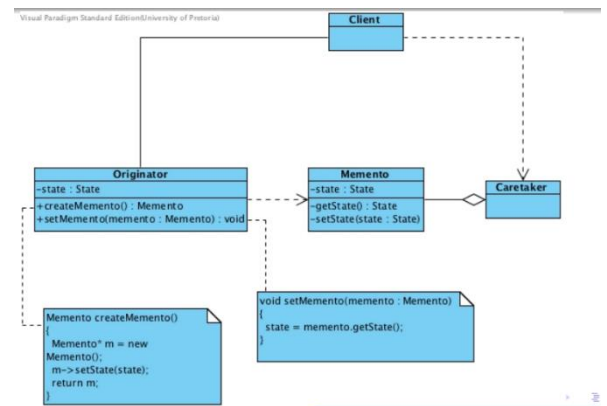 Visual Paradigm Standard Edition(University of Pretoria)
Client
Originator
-state : State
+createMemento() : Memento
+setMemento(memento : Memento) : void
Memento
-state : State
-getState() : State
-setState(state : State)
Caretaker
Memento createMemento()
{
Memento* m = new
Memento();
m->setState(state);
return m;
}
void setMemento(memento : Memento)
{
state = memento.getState();
}